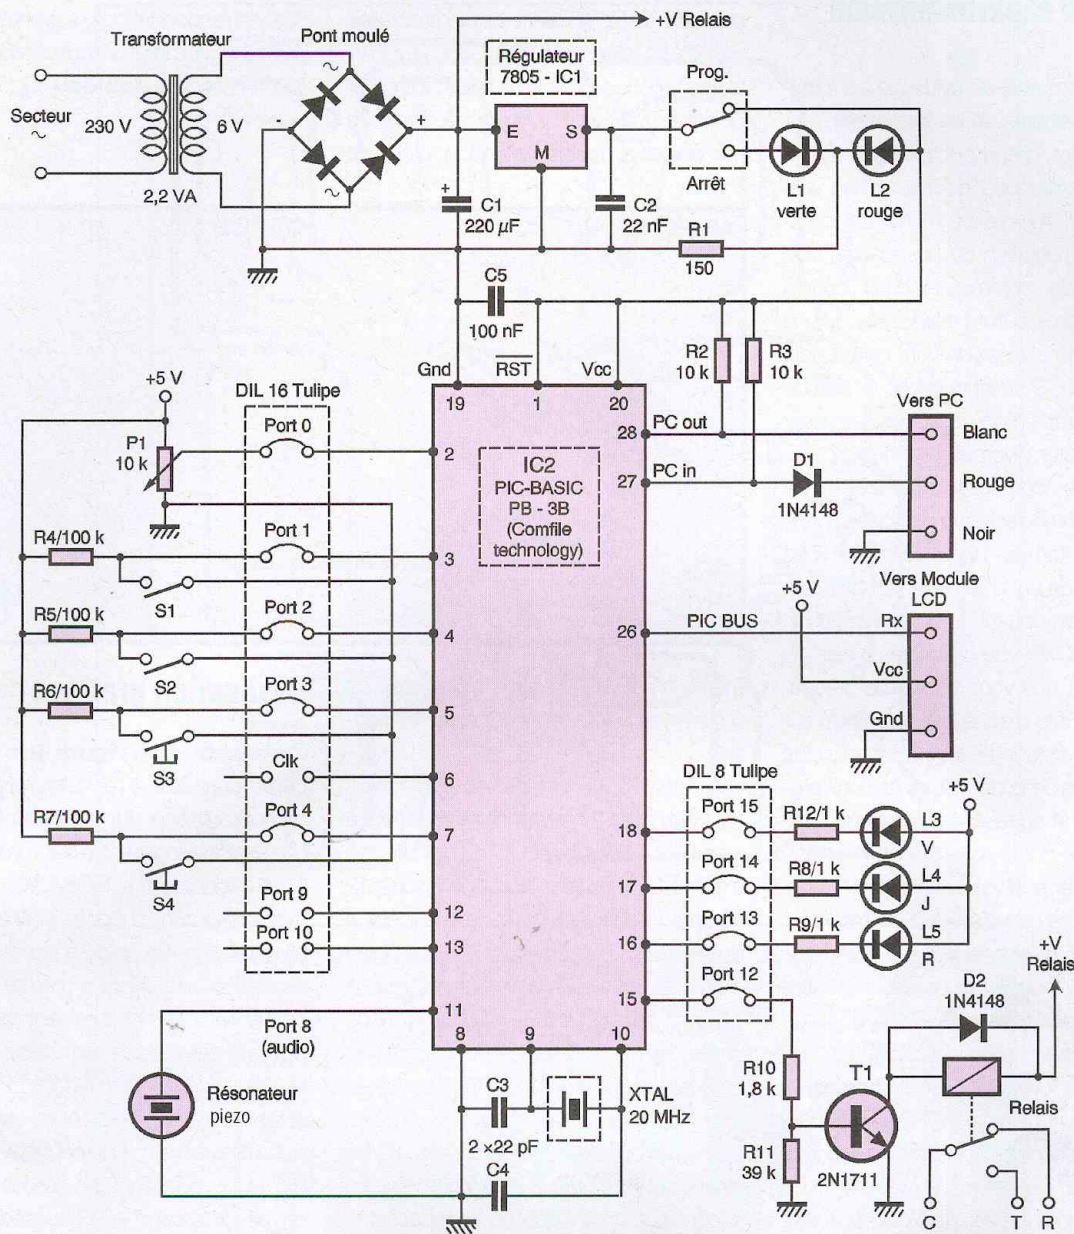 +V Relais
Transformateur
Pont moulé
Régulateur
7805 - IC1
Prog.
Secteur
~
230 V
6 V
2,2 VA
~
~
+
E
S
M
Arrêt
L1
verte
L2
rouge
+
C1
220 µF
C2
22 nF
R1
150
C5
100 nF
R2
10 k
R3
10 k
Gnd
RST
Vcc
19
1
20
+5 V
DIL 16 Tulipe
P1
10 k
Port 0
2
IC2
PIC-BASIC
PB - 3B
(Comfile
technology)
28
PC out
27
PC in
D1
1N4148
Vers PC
Blanc
Rouge
Noir
R4/100 k
Port 1
3
S1
R5/100 k
Port 2
4
S2
R6/100 k
Port 3
5
S3
Clk
6
R7/100 k
Port 4
7
S4
Port 9
12
Port 10
13
26
PIC BUS
+5 V
Vers Module
LCD
Rx
Vcc
Gnd
DIL 8 Tulipe
+5 V
18
Port 15
R12/1 k
L3
V
17
Port 14
R8/1 k
L4
J
16
Port 13
R9/1 k
L5
R
15
Port 12
+V
Relais
D2
1N4148
11
Port 8
(audio)
8
9
10
Résonateur
piezo
C3
2 ×22 pF
C4
XTAL
20 MHz
R10
1,8 k
R11
39 k
T1
2N1711
Relais
C
T
R